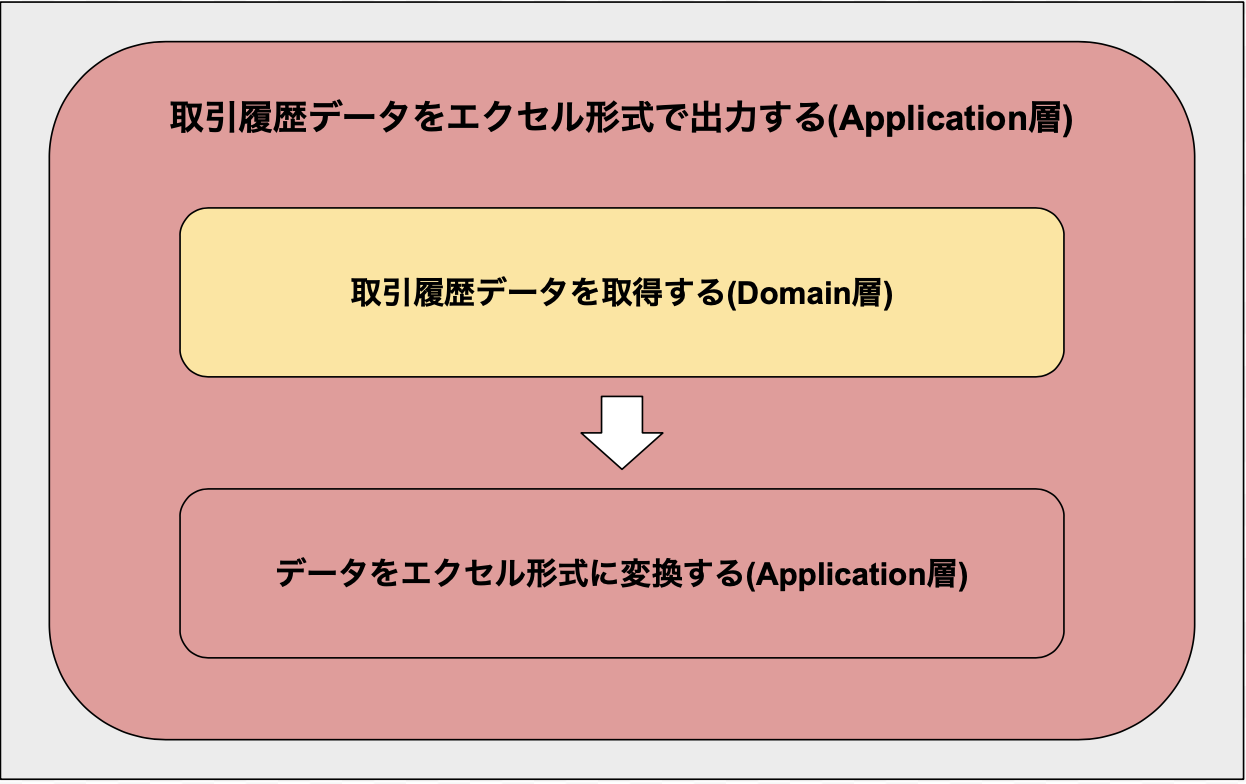 取引履歴データをエクセル形式で出力する(Application層)
取引履歴データを取得する(Domain層)
データをエクセル形式に変換する(Application層)